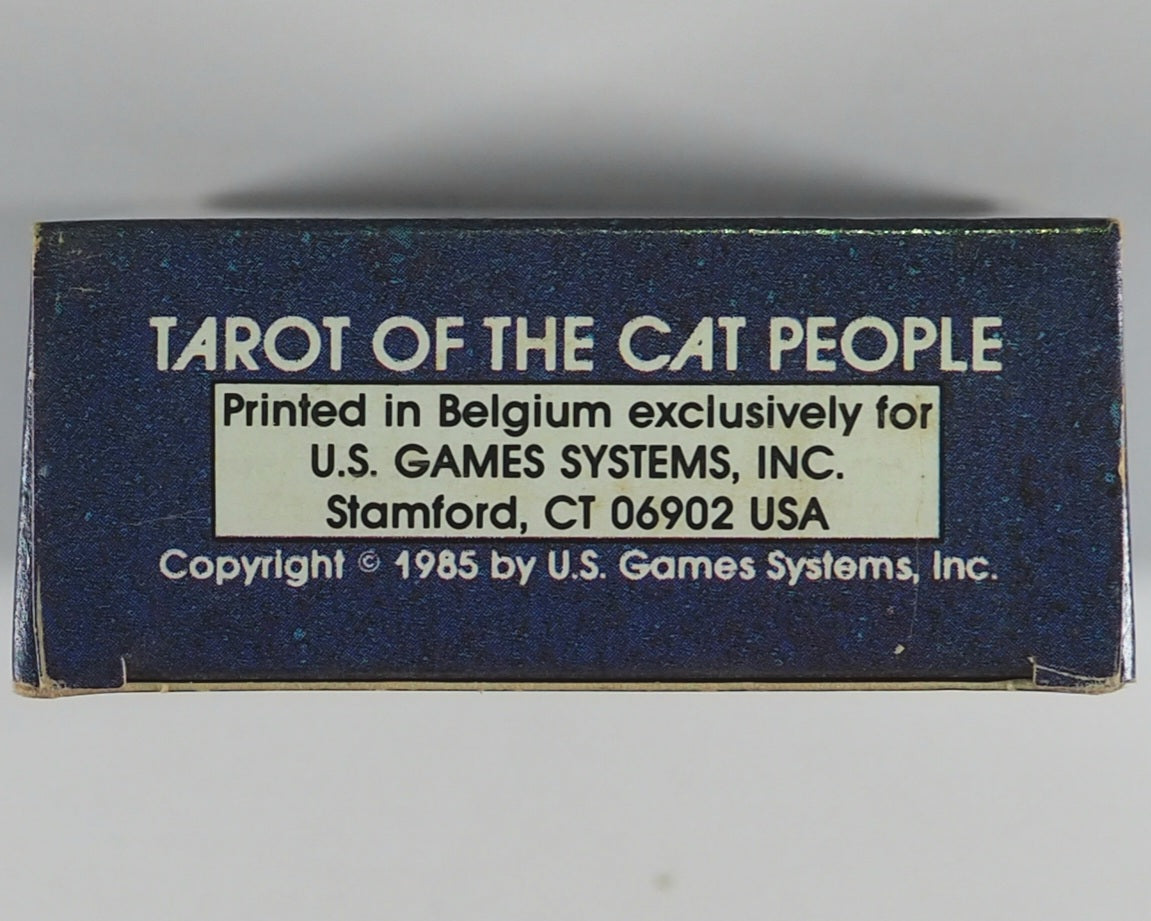 TAROT OF THE CAT PEOPLE
Printed in Belgium exclusively for
U.S. GAMES SYSTEMS, INC.
Stamford, CT 06902 USA
Copyright © 1985 by U.S. Games Systems, Inc.